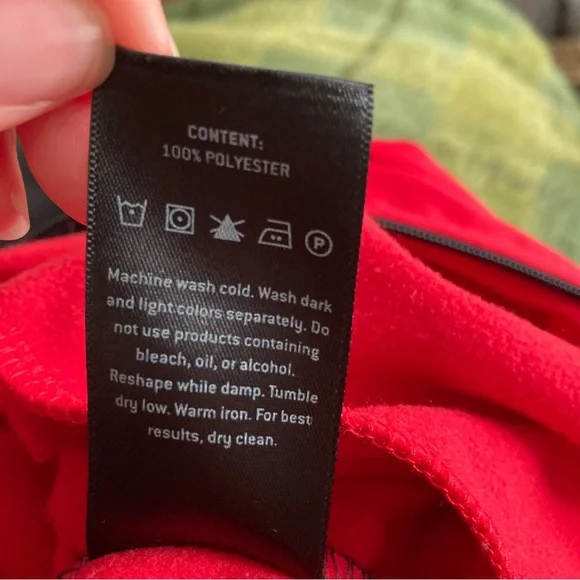 CONTENT:
100% POLYESTER
P
Machine wash cold. Wash dark
and light colors separately. Do
not use products containing
bleach, oil, or alcohol.
Reshape while damp. Tumble
dry low. Warm iron. For best
results, dry clean.